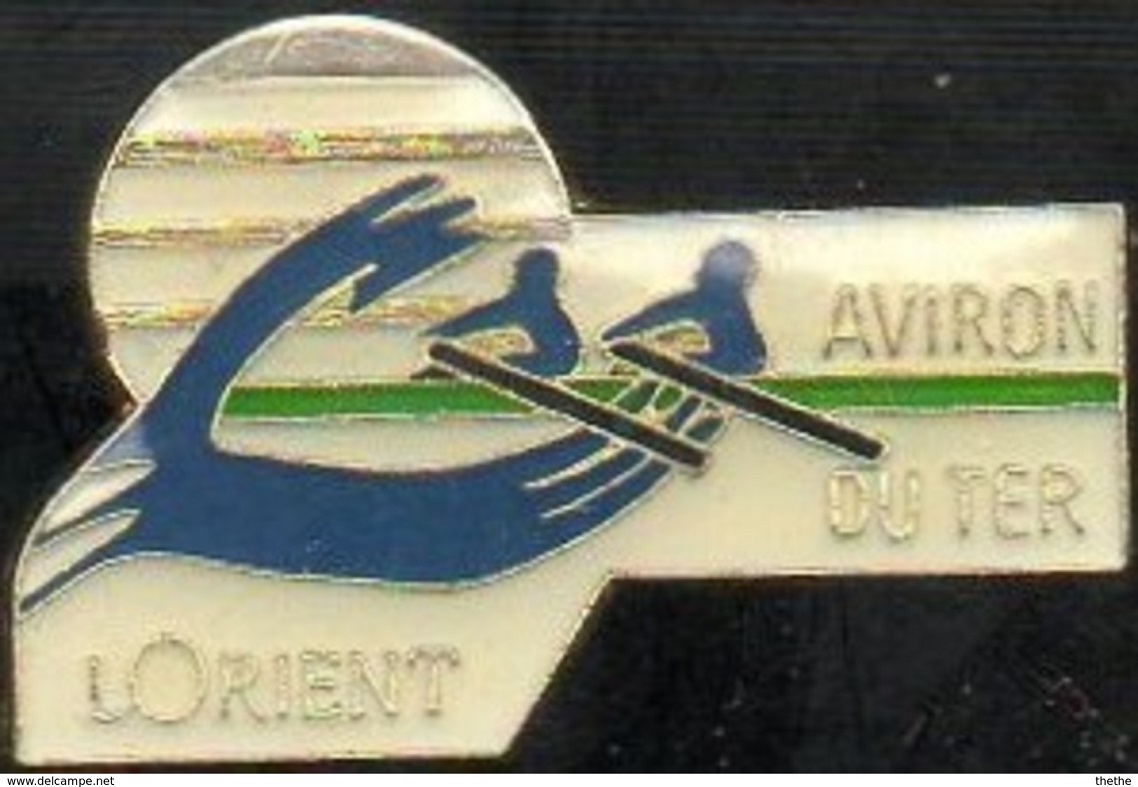 AVIRON
DU TER
LORIENT
www.delcampe.net
thethe